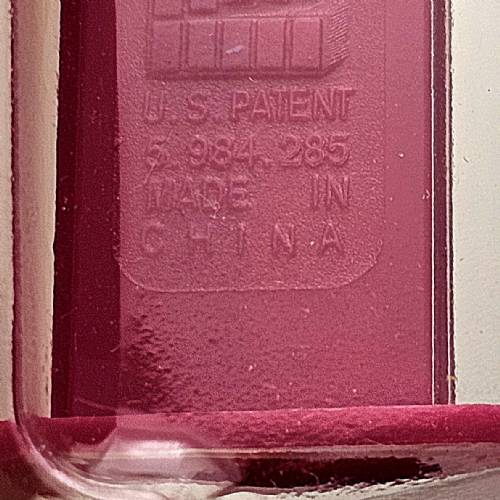 U.S. PATENT
5,984,285
MADE IN
CHINA